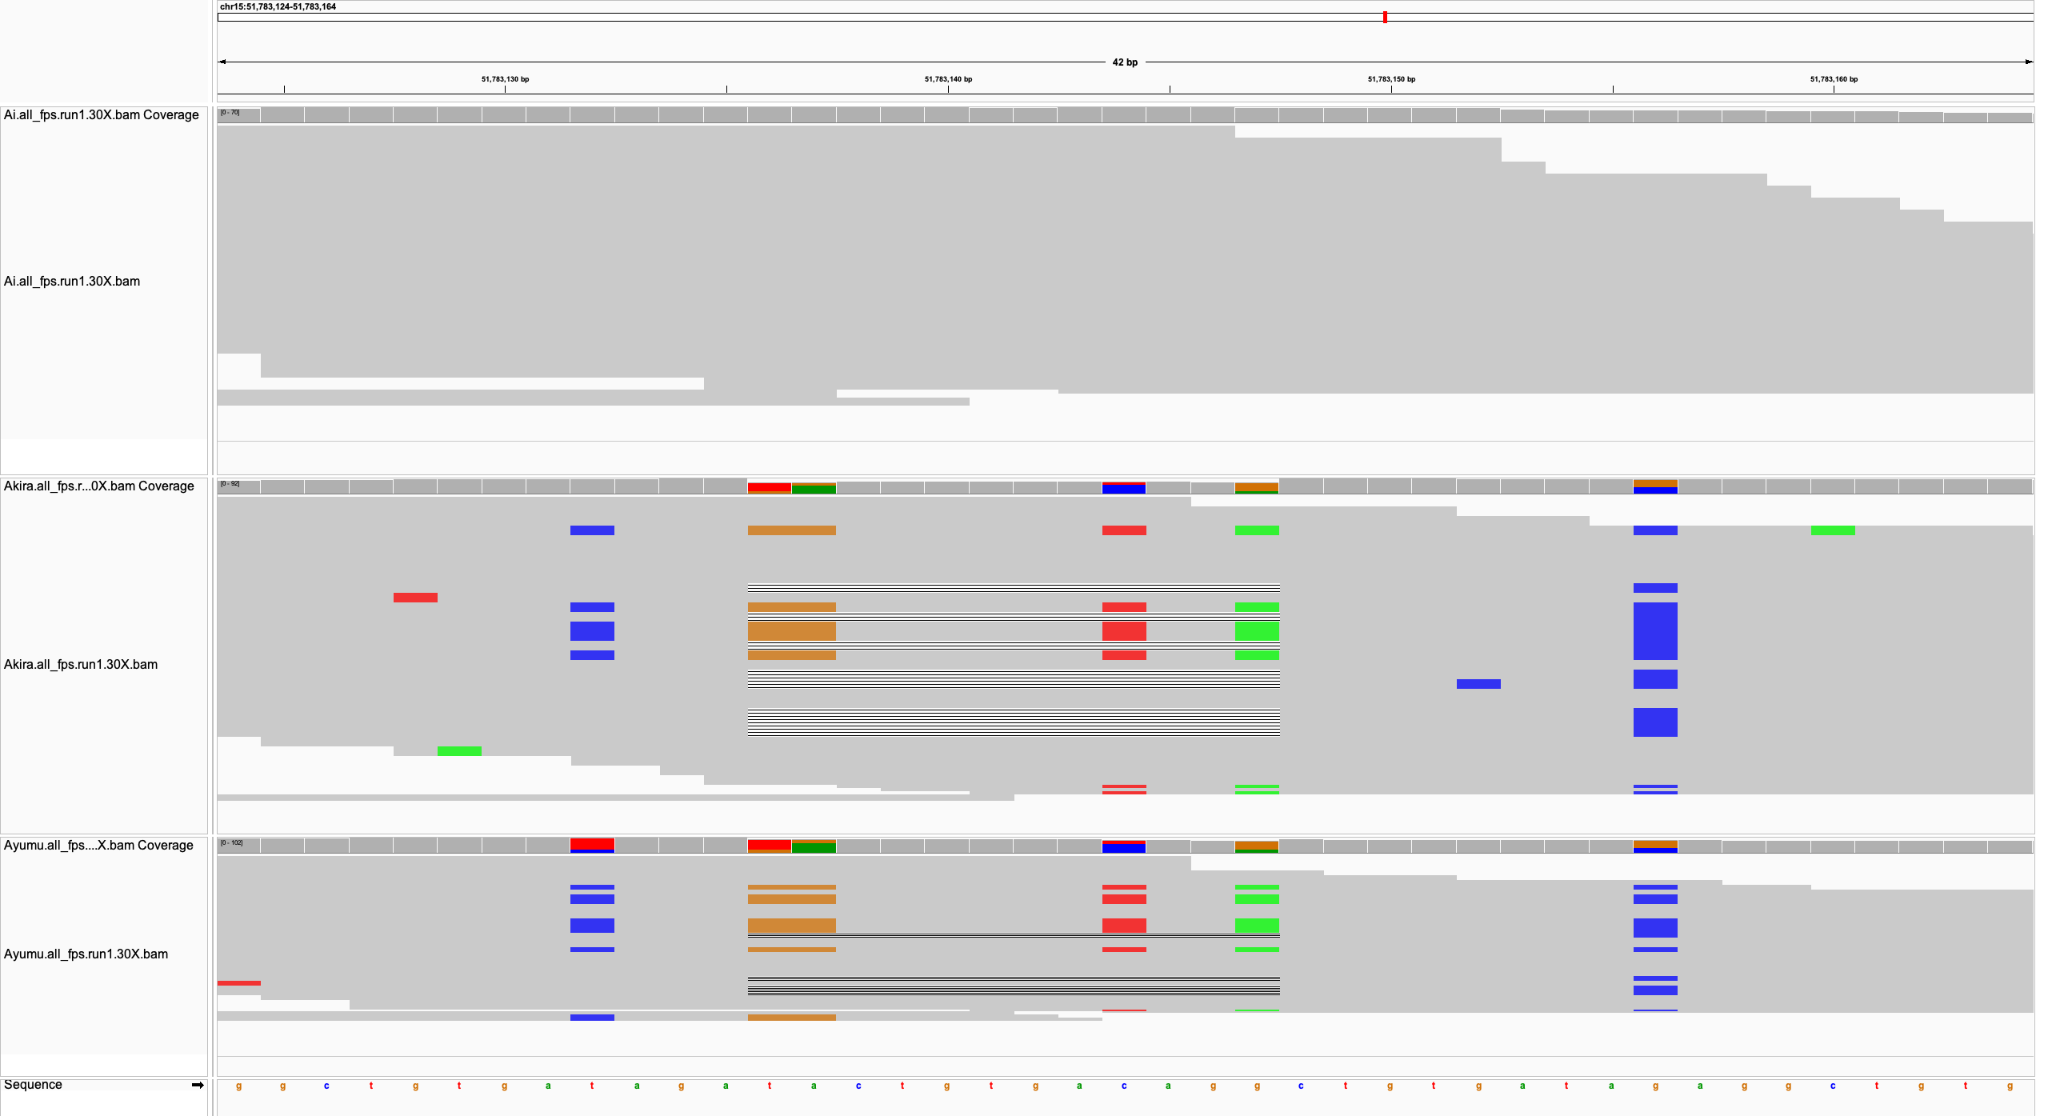 chr15:51,783,124-51,783,164
42 bp
51,783,130 bp 51,783,140 bp 51,783,150 bp 51,783,160 bp
Ai.all_fps.run1.30X.bam Coverage [0 - 70]
Ai.all_fps.run1.30X.bam
Akira.all_fps.r...0X.bam Coverage [0 - 92]
Akira.all_fps.run1.30X.bam
Ayumu.all_fps....X.bam Coverage [0 - 102]
Ayumu.all_fps.run1.30X.bam
Sequence g g c t g t g a t a g a t a c t g t g a c a g g c t g t g a t a g a g g c t g t g